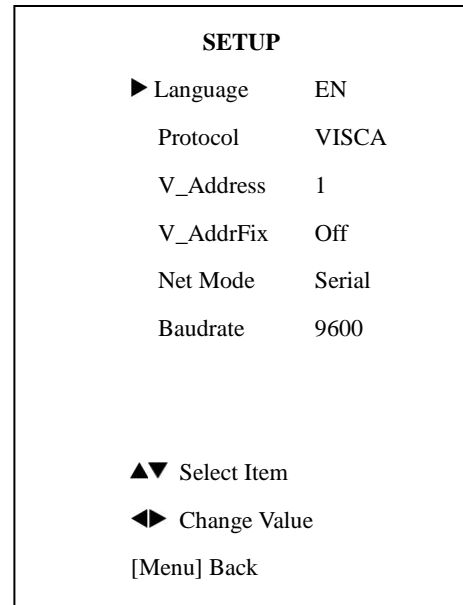 SETUP
▶ Language EN
Protocol VISCA
V_Address 1
V_AddrFix Off
Net Mode Serial
Baudrate 9600
▲▼ Select Item
◀▶ Change Value
[Menu] Back